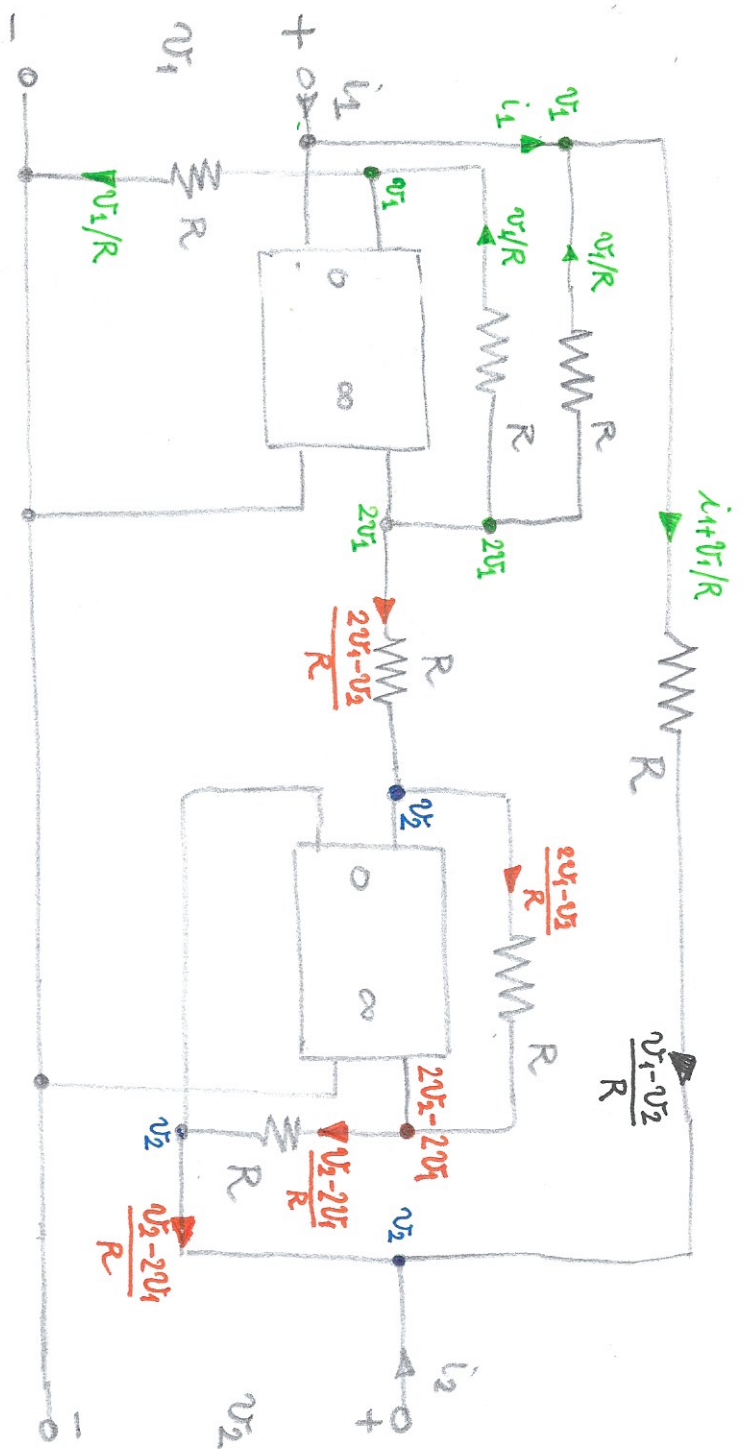 i₁+v₁/R
R
v₁-v₂/R
v₁
i₁
v₁/R
R
v₁/R
R
2v₁-v₂/R
R
+
i₁
v₁
2v₁
2v₁
R
2v₁-v₂/R
v₂
2v₂-2v₁
v₂
i₂
+
0
∞
0
∞
v₁
R
v₁/R
R
v₂-2v₁/R
v₂
v₂-2v₁/R
v₂
-
-